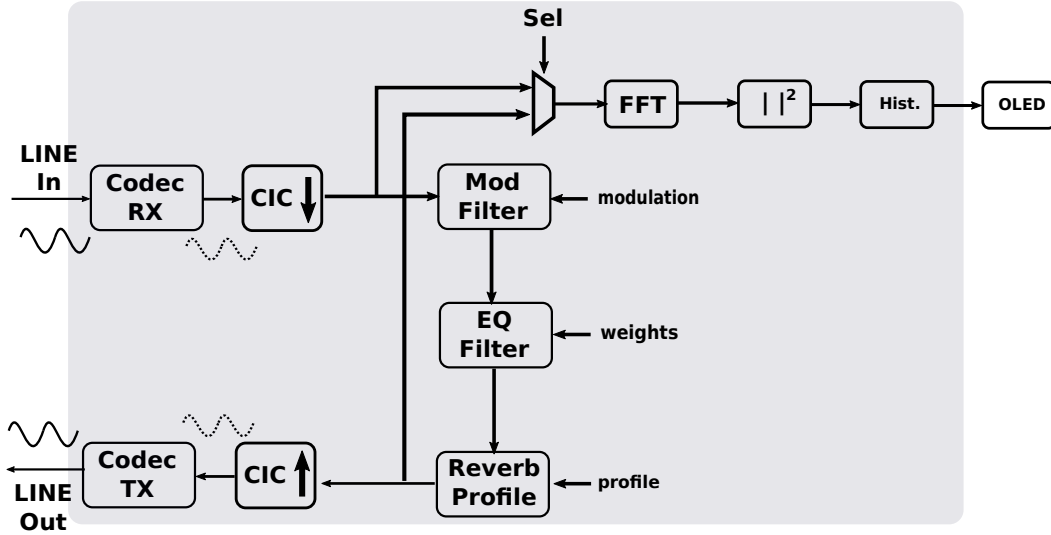 Sel
FFT
| |²
Hist.
OLED
LINE
In
Codec
RX
CIC
Mod
Filter
modulation
EQ
Filter
weights
Codec
TX
CIC
Reverb
Profile
profile
LINE
Out